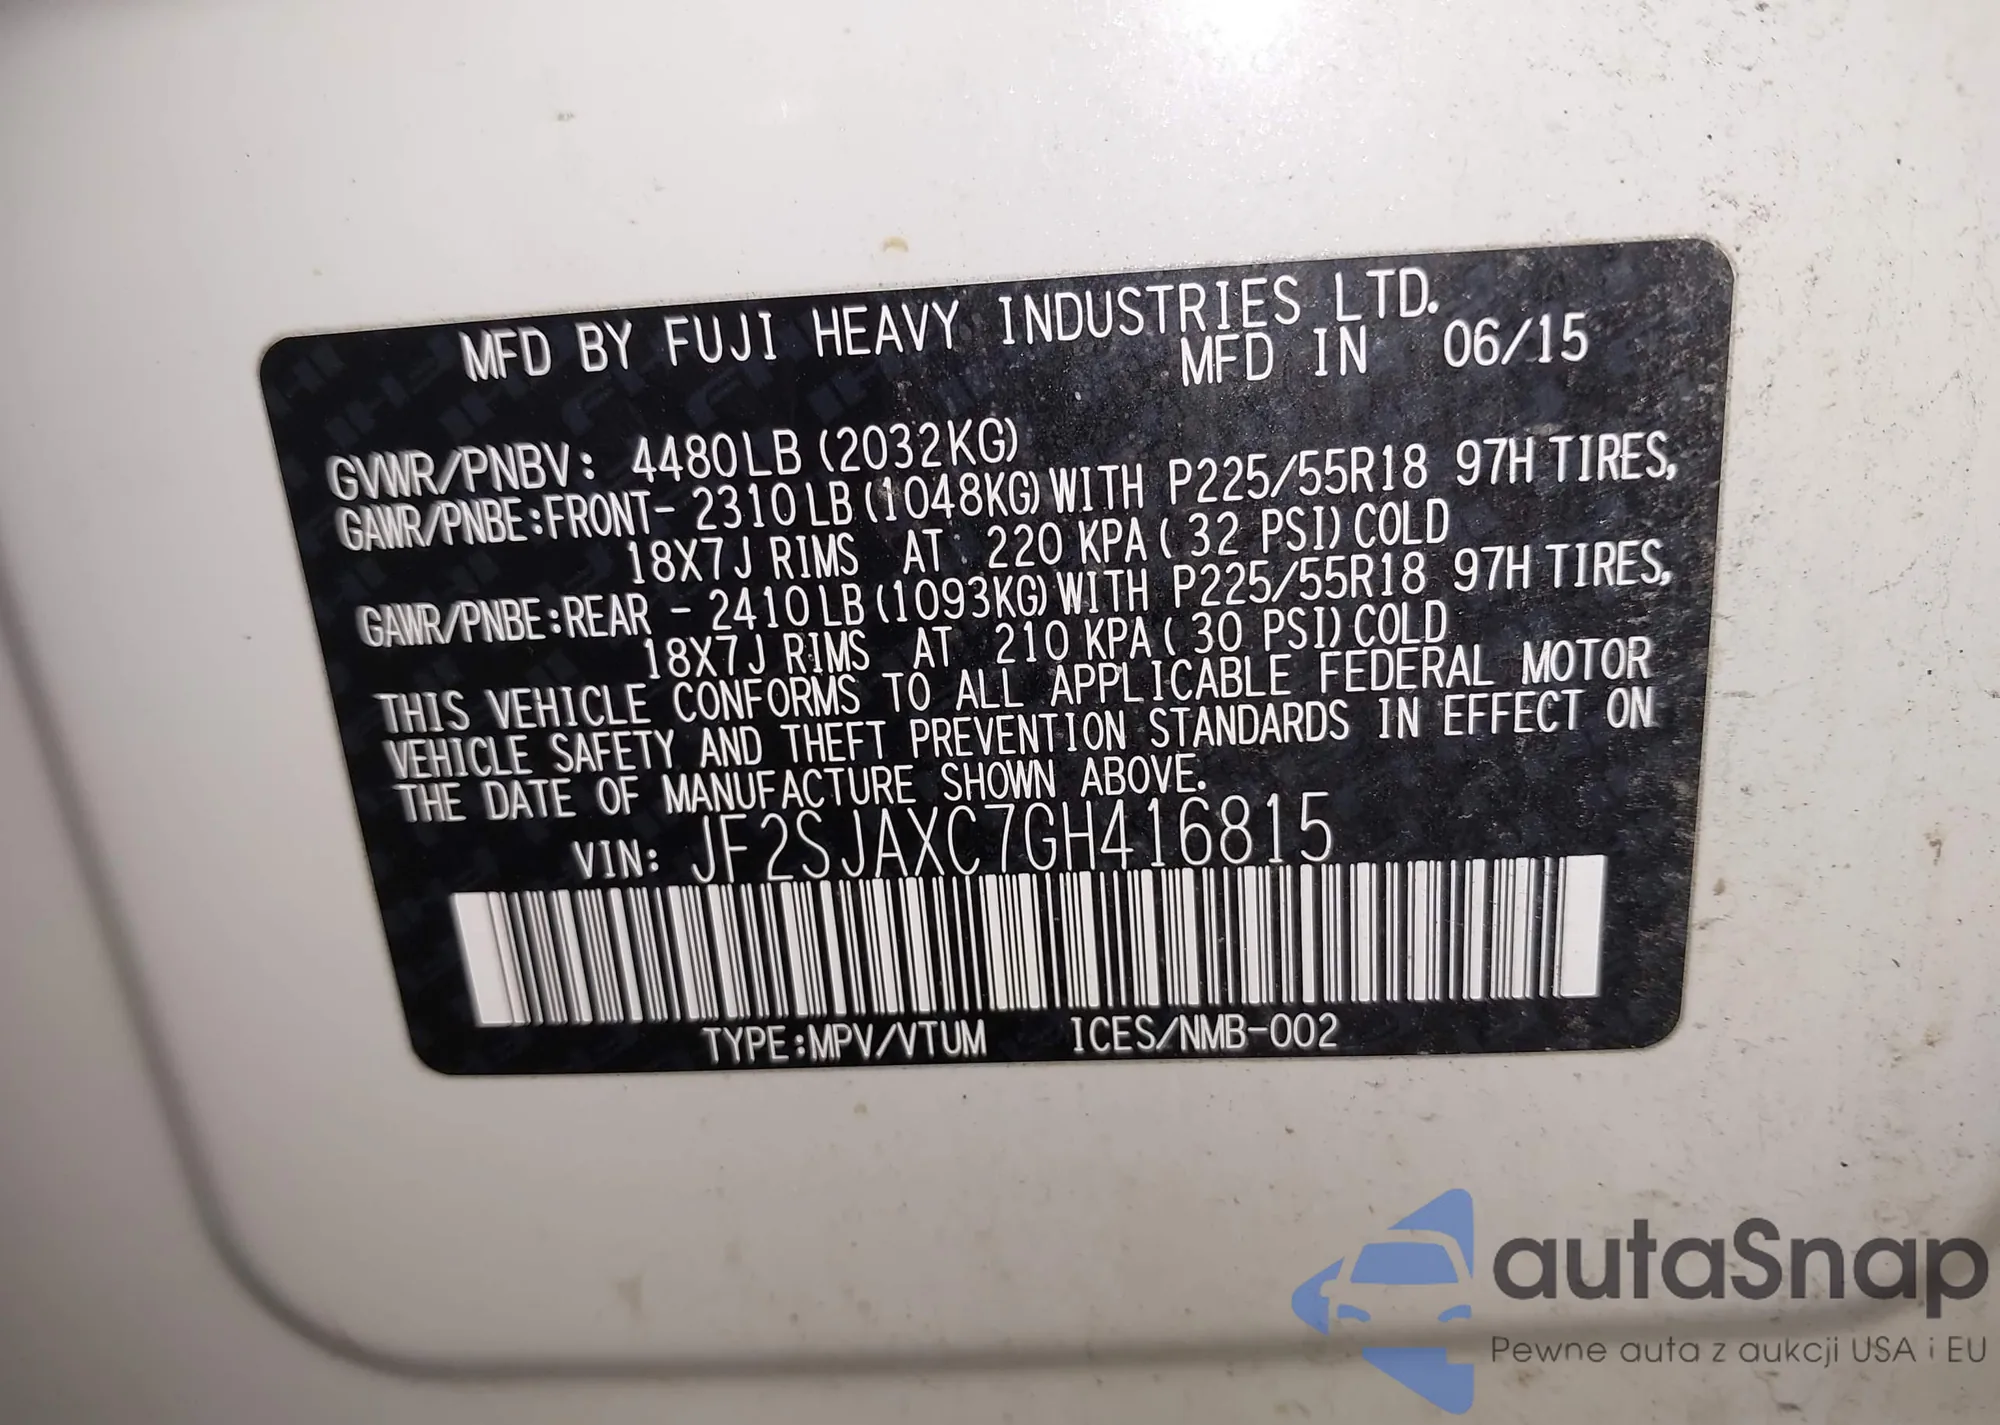 MFD BY FUJI HEAVY INDUSTRIES LTD.
MFD IN 06/15
GVWR/PNBV: 4480LB (2032KG)
GAWR/PNBE:FRONT- 2310LB (1048KG) WITH P225/55R18 97H TIRES,
18X7J RIMS AT 220 KPA ( 32 PSI) COLD
GAWR/PNBE:REAR - 2410LB (1093KG) WITH P225/55R18 97H TIRES,
18X7J RIMS AT 210 KPA ( 30 PSI) COLD
THIS VEHICLE CONFORMS TO ALL APPLICABLE FEDERAL MOTOR
VEHICLE SAFETY AND THEFT PREVENTION STANDARDS IN EFFECT ON
THE DATE OF MANUFACTURE SHOWN ABOVE.
VIN: JF2SJAXC7GH416815
TYPE:MPV/VTUM ICES/NMB-002
autaSnap
Pewne auta z aukcji USA i EU